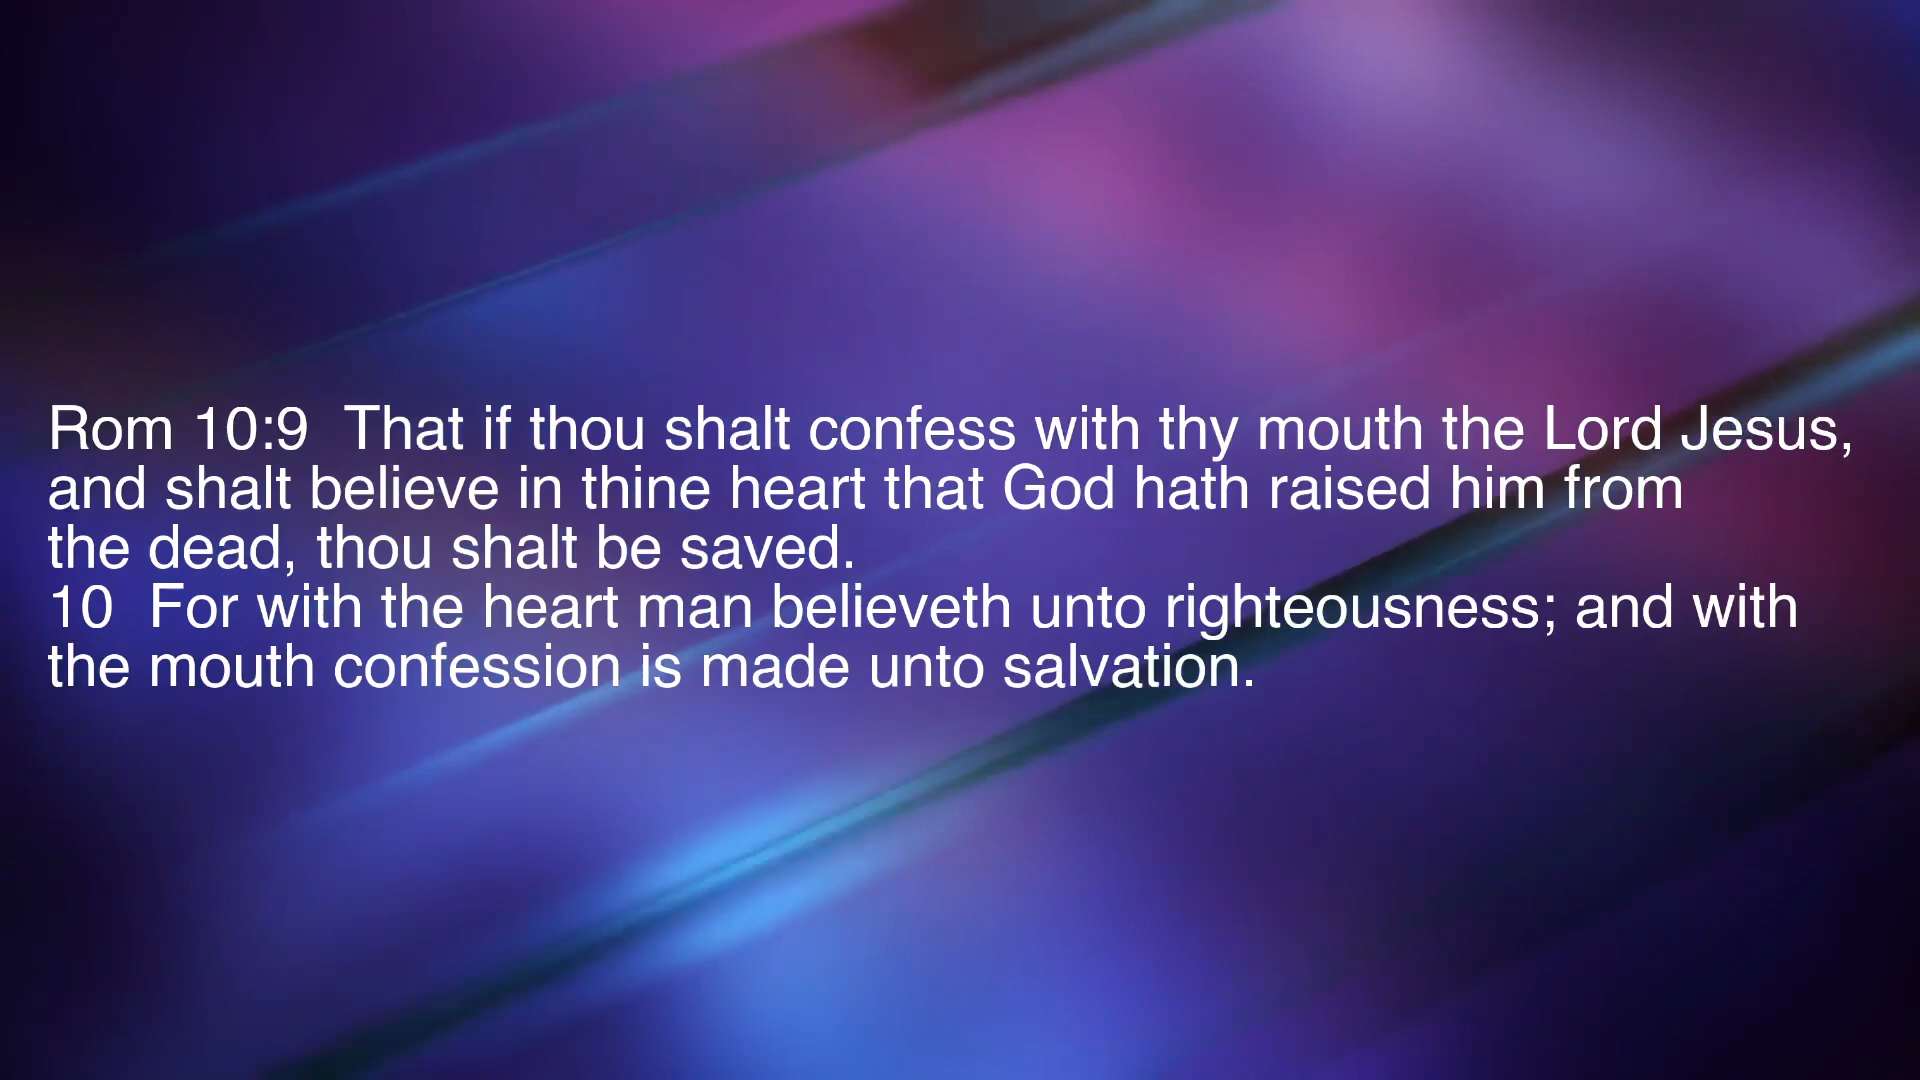 Rom 10:9  That if thou shalt confess with thy mouth the Lord Jesus,
and shalt believe in thine heart that God hath raised him from
the dead, thou shalt be saved.
10  For with the heart man believeth unto righteousness; and with
the mouth confession is made unto salvation.